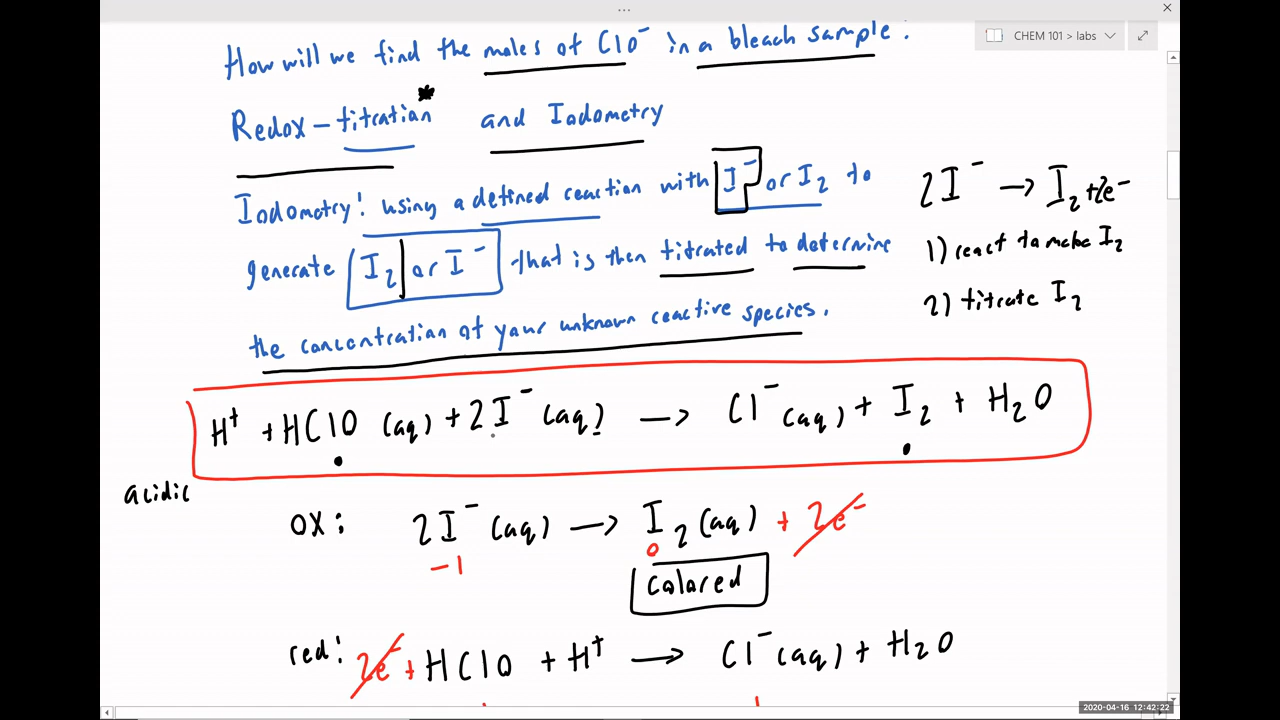 How will we find the moles of ClO⁻ in a bleach sample?
CHEM 101 > labs
Redox - titration* and Iodometry
Iodometry: using a defined reaction with I⁻ or I₂ to
generate I₂ or I⁻ that is then titrated to determine
the concentration of your unknown reactive species.
2I⁻ → I₂ + 2e⁻
1) react to make I₂
2) titrate I₂
H⁺ + HClO (aq) + 2I⁻ (aq) → Cl⁻ (aq) + I₂ + H₂O
acidic
ox: 2I⁻ (aq) → I₂ (aq) + 2e⁻
-1 0
colored
red: 2e⁻ + HClO + H⁺ → Cl⁻ (aq) + H₂O
2020-04-16 12:42:22